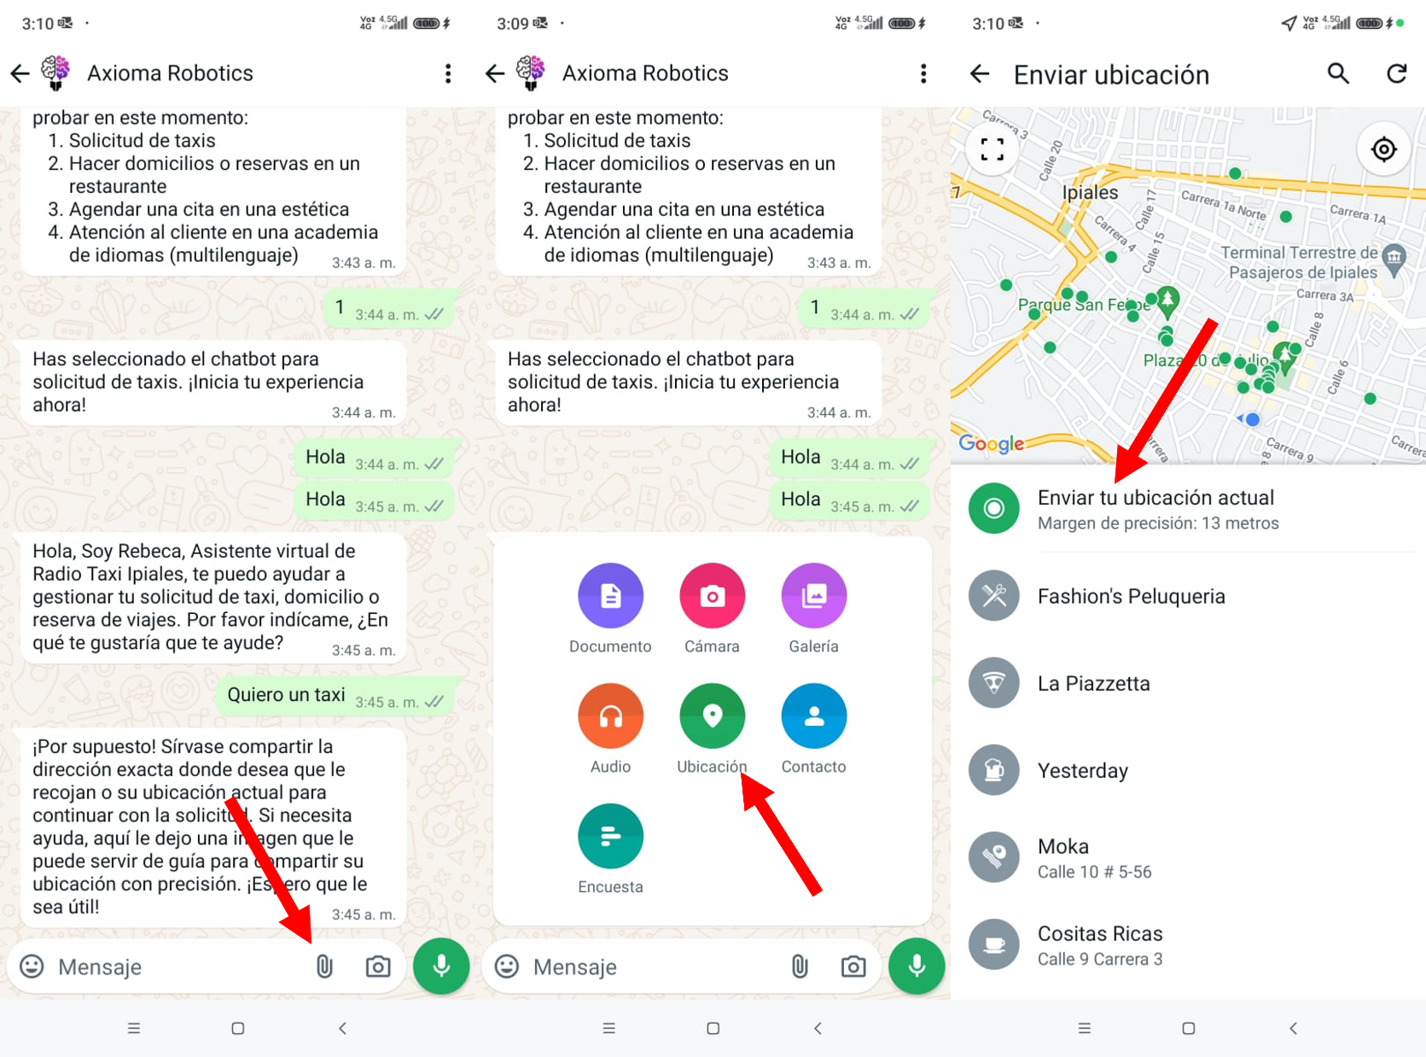 3:10
Voz 4G 4.5G 100
Axioma Robotics
probar en este momento:
1. Solicitud de taxis
2. Hacer domicilios o reservas en un
restaurante
3. Agendar una cita en una estética
4. Atención al cliente en una academia
de idiomas (multilenguaje)
3:43 a. m.
1
3:44 a. m.
Has seleccionado el chatbot para
solicitud de taxis. ¡Inicia tu experiencia
ahora!
3:44 a. m.
Hola
3:44 a. m.
Hola
3:45 a. m.
Hola, Soy Rebeca, Asistente virtual de
Radio Taxi Ipiales, te puedo ayudar a
gestionar tu solicitud de taxi, domicilio o
reserva de viajes. Por favor indícame, ¿En
qué te gustaría que te ayude?
3:45 a. m.
Quiero un taxi
3:45 a. m.
¡Por supuesto! Sírvase compartir la
dirección exacta donde desea que le
recojan o su ubicación actual para
continuar con la solicitud. Si necesita
ayuda, aquí le dejo una imagen que le
puede servir de guía para compartir su
ubicación con precisión. ¡Espero que le
sea útil!
3:45 a. m.
Mensaje
3:09
Voz 4G 4.5G 100
Axioma Robotics
probar en este momento:
1. Solicitud de taxis
2. Hacer domicilios o reservas en un
restaurante
3. Agendar una cita en una estética
4. Atención al cliente en una academia
de idiomas (multilenguaje)
3:43 a. m.
1
3:44 a. m.
Has seleccionado el chatbot para
solicitud de taxis. ¡Inicia tu experiencia
ahora!
3:44 a. m.
Hola
3:44 a. m.
Hola
3:45 a. m.
Documento
Cámara
Galería
Audio
Ubicación
Contacto
Encuesta
Mensaje
3:10
Voz 4G 4.5G 100
Enviar ubicación
Carrera 3
Calle 20
7
Ipiales
Calle 17
Carrera 1a Norte
Carrera 1A
Carrera 4
Calle 15
Terminal Terrestre de
Pasajeros de Ipiales
Carrera 3A
Parque San Felipe
Calle 8
Plaza 20 de Julio
Calle 6
Google
Carrera
8
Carrera 9
Carrera
Enviar tu ubicación actual
Margen de precisión: 13 metros
Fashion's Peluqueria
La Piazzetta
Yesterday
Moka
Calle 10 # 5-56
Cositas Ricas
Calle 9 Carrera 3